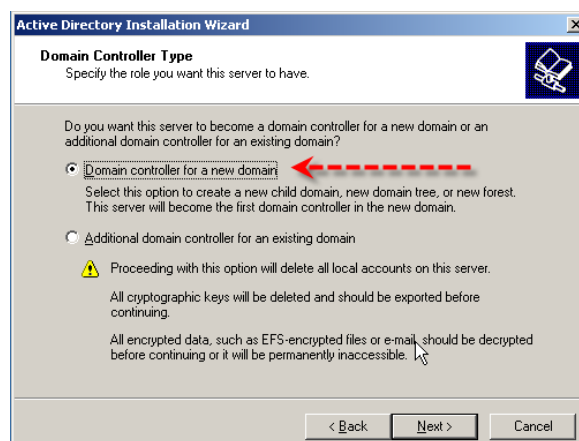 Active Directory Installation Wizard
Domain Controller Type
Specify the role you want this server to have.
Do you want this server to become a domain controller for a new domain or an
additional domain controller for an existing domain?
Domain controller for a new domain
Select this option to create a new child domain, new domain tree, or new forest.
This server will become the first domain controller in the new domain.
Additional domain controller for an existing domain
Proceeding with this option will delete all local accounts on this server.
All cryptographic keys will be deleted and should be exported before
continuing.
All encrypted data, such as EFS-encrypted files or e-mail, should be decrypted
before continuing or it will be permanently inaccessible.
< Back
Next >
Cancel